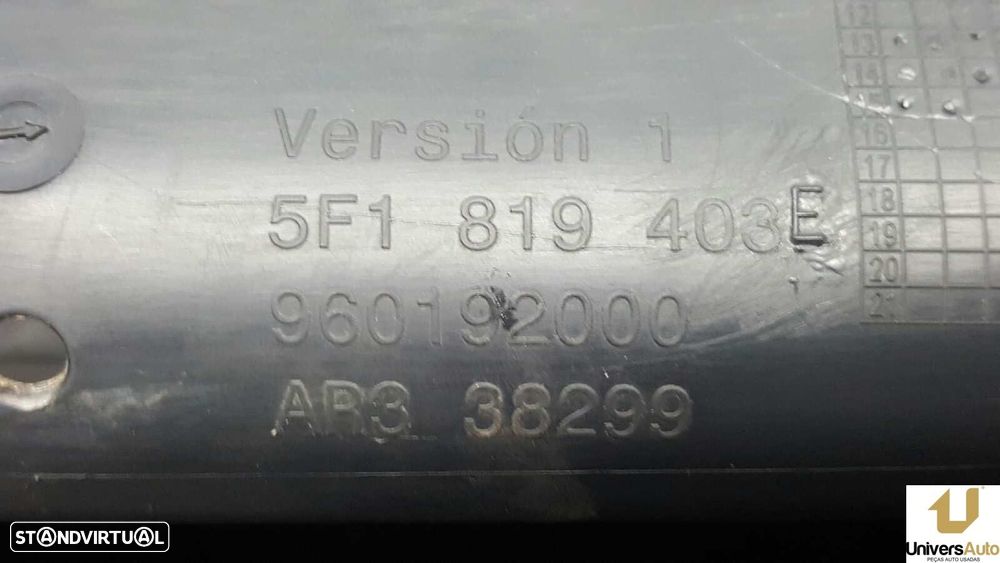 Versión 1
5F1 819 403 E
960192000
AR3 38299
12
13
14
15
16
17
18
19
20
21
STANDVIRTUAL
UniversAuto
PEÇAS AUTO USADAS